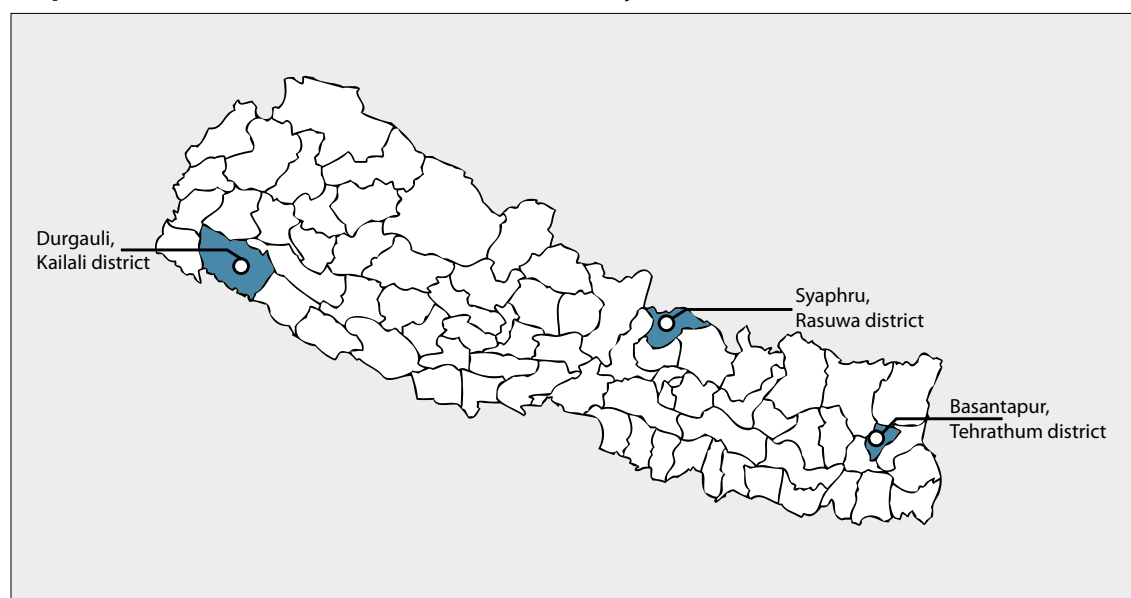 Durgauli,
Kailali district
Syaphru,
Rasuwa district
Basantapur,
Tehrathum district